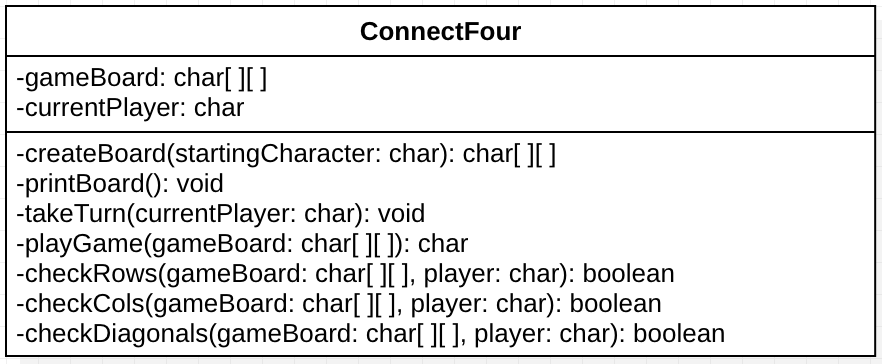 ConnectFour
-gameBoard: char[ ][ ]
-currentPlayer: char
-createBoard(startingCharacter: char): char[ ][ ]
-printBoard(): void
-takeTurn(currentPlayer: char): void
-playGame(gameBoard: char[ ][ ]): char
-checkRows(gameBoard: char[ ][ ], player: char): boolean
-checkCols(gameBoard: char[ ][ ], player: char): boolean
-checkDiagonals(gameBoard: char[ ][ ], player: char): boolean